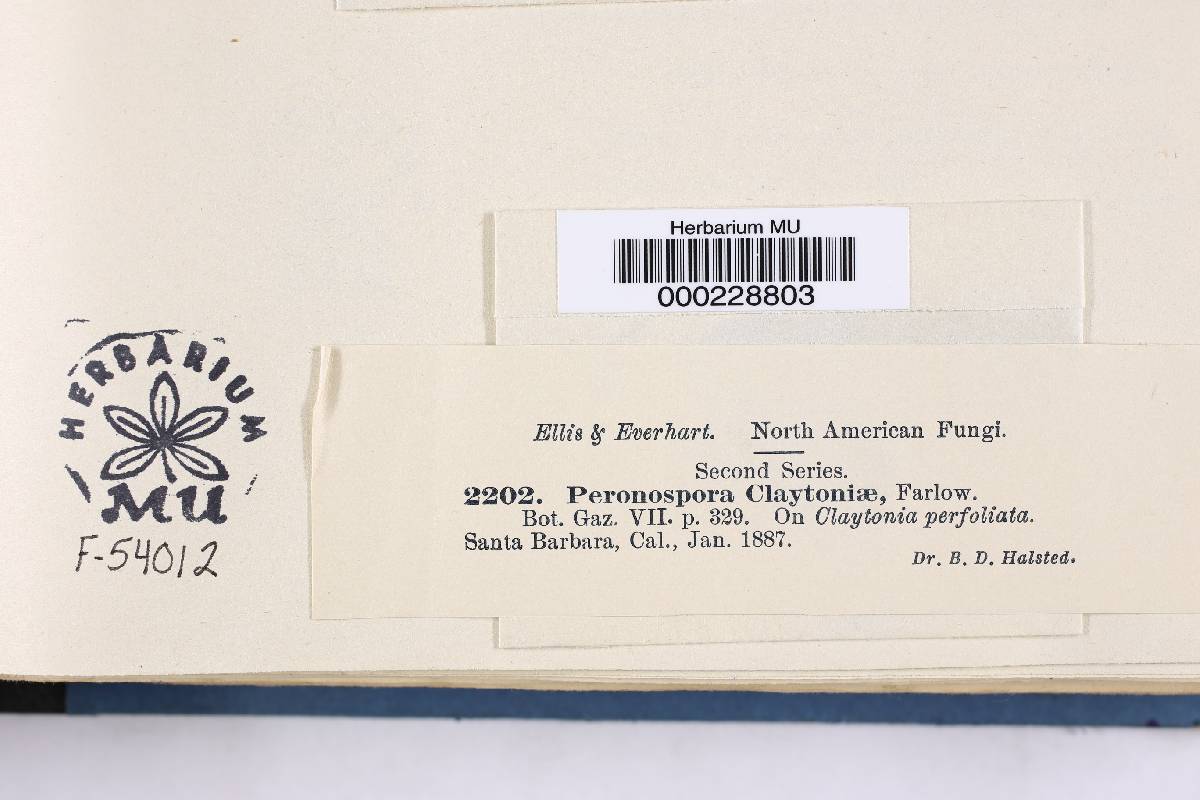 Herbarium MU
000228803
HERBARIUM
MU
F-54012
Ellis & Everhart. North American Fungi.
Second Series.
2202. Peronospora Claytoniæ, Farlow.
Bot. Gaz. VII. p. 329. On Claytonia perfoliata.
Santa Barbara, Cal., Jan. 1887.
Dr. B. D. Halsted.